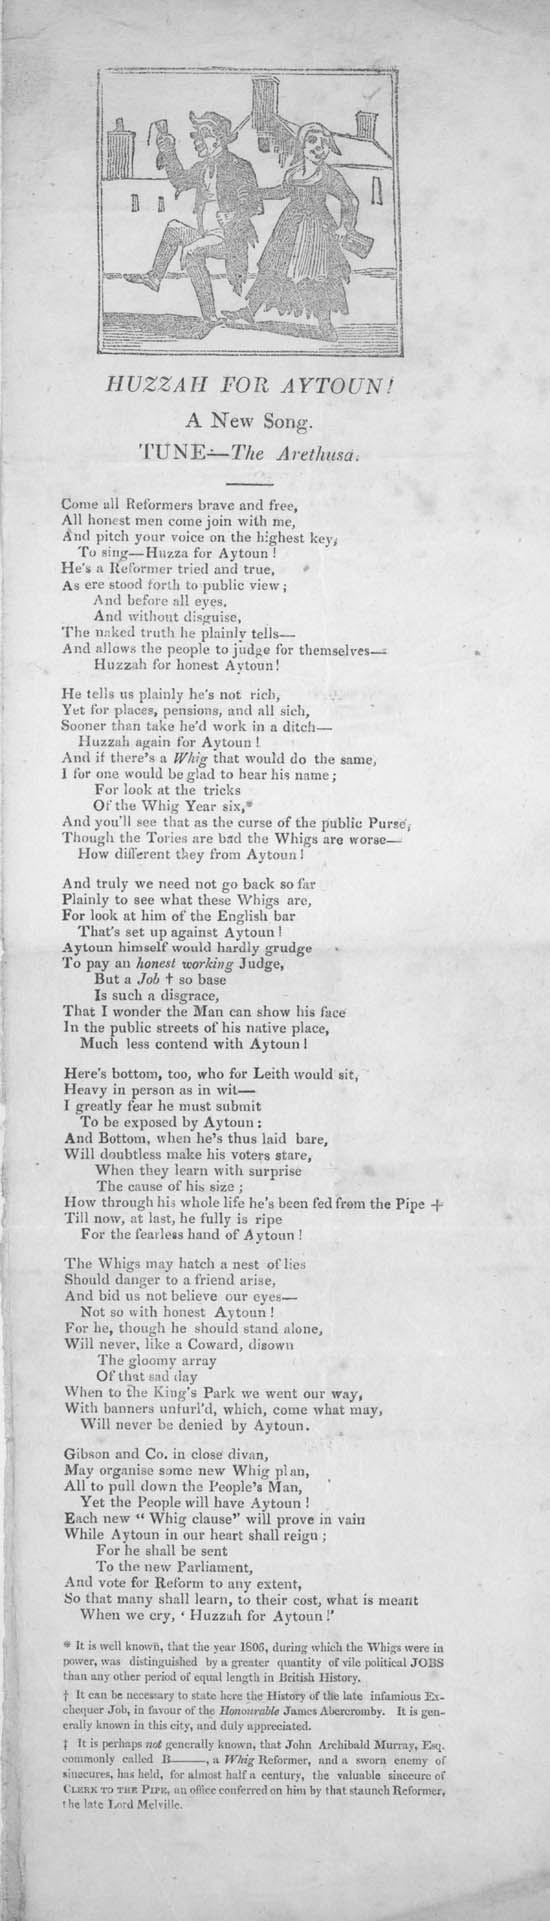 HUZZAH FOR AYTOUN!
A New Song.
TUNE—The Arethusa.
Come all Reformers brave and free,
All honest men come join with me,
And pitch your voice on the highest key,
To sing—Huzza for Aytoun!
He's a Reformer tried and true,
As ere stood forth to public view;
And before all eyes,
And without disguise,
The naked truth he plainly tells—
And allows the people to judge for themselves—
Huzzah for honest Aytoun!
He tells us plainly he's not rich,
Yet for places, pensions, and all sich,
Sooner than take he'd work in a ditch—
Huzzah again for Aytoun!
And if there's a Whig that would do the same,
I for one would be glad to hear his name;
For look at the tricks
Of the Whig Year six,*
And you'll see that as the curse of the public Purse,
Though the Tories are bad the Whigs are worse—
How different they from Aytoun!
And truly we need not go back so far
Plainly to see what these Whigs are,
For look at him of the English bar
That's set up against Aytoun!
Aytoun himself would hardly grudge
To pay an honest working Judge,
But a Job † so base
Is such a disgrace,
That I wonder the Man can show his face
In the public streets of his native place,
Much less contend with Aytoun!
Here's bottom, too, who for Leith would sit,
Heavy in person as in wit—
I greatly fear he must submit
To be exposed by Aytoun:
And Bottom, when he's thus laid bare,
Will doubtless make his voters stare,
When they learn with surprise
The cause of his size;
How through his whole life he's been fed from the Pipe ‡
Till now, at last, he fully is ripe
For the fearless hand of Aytoun!
The Whigs may hatch a nest of lies
Should danger to a friend arise,
And bid us not believe our eyes—
Not so with honest Aytoun!
For he, though he should stand alone,
Will never, like a Coward, disown
The gloomy array
Of that sad day
When to the King's Park we went our way,
With banners unfurl'd, which, come what may,
Will never be denied by Aytoun.
Gibson and Co. in close divan,
May organise some new Whig plan,
All to pull down the People's Man,
Yet the People will have Aytoun!
Each new "Whig clause" will prove in vain
While Aytoun in our heart shall reign;
For he shall be sent
To the new Parliament,
And vote for Reform to any extent,
So that many shall learn, to their cost, what is meant
When we cry, 'Huzzah for Aytoun!'
* It is well known, that the year 1806, during which the Whigs were in
power, was distinguished by a greater quantity of vile political JOBS
than any other period of equal length in British History.
† It can be necessary to state here the History of the late infamious Ex-
chequer Job, in favour of the Honourable James Abercromby. It is gen-
erally known in this city, and duly appreciated.
‡ It is perhaps not generally known, that John Archibald Murray, Esq.
commonly called B——, a Whig Reformer, and a sworn enemy of
sinecures, has held, for almost half a century, the valuable sinecure of
CLERK TO THE PIPE, an office conferred on him by that staunch Reformer,
the late Lord Melville.